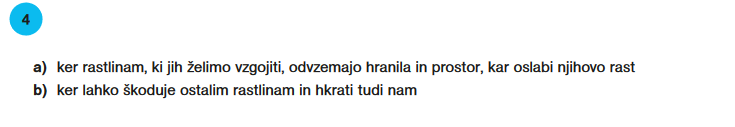 4
a) ker rastlinam, ki jih želimo vzgojiti, odvzemajo hranila in prostor, kar oslabi njihovo rast
b) ker lahko škoduje ostalim rastlinam in hkrati tudi nam